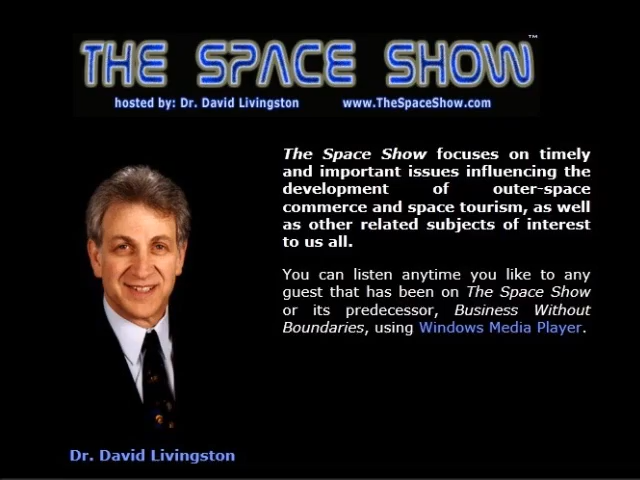 THE SPACE SHOW ™
hosted by: Dr. David Livingston www.TheSpaceShow.com
The Space Show focuses on timely
and important issues influencing the
development of outer-space
commerce and space tourism, as well
as other related subjects of interest
to us all.
You can listen anytime you like to any
guest that has been on The Space Show
or its predecessor, Business Without
Boundaries, using Windows Media Player.
Dr. David Livingston